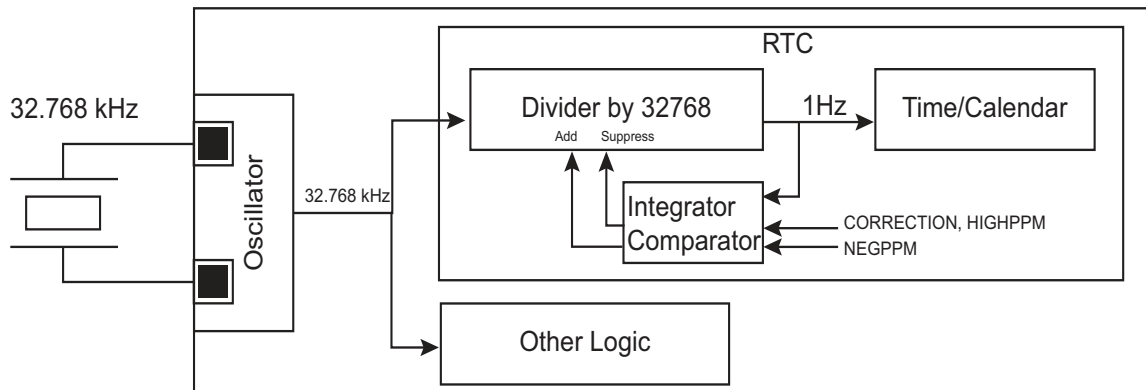 RTC
32.768 kHz
Divider by 32768
Add
Suppress
1Hz
Time/Calendar
Oscillator
32.768 kHz
Integrator
Comparator
CORRECTION, HIGHPPM
NEGPPM
Other Logic